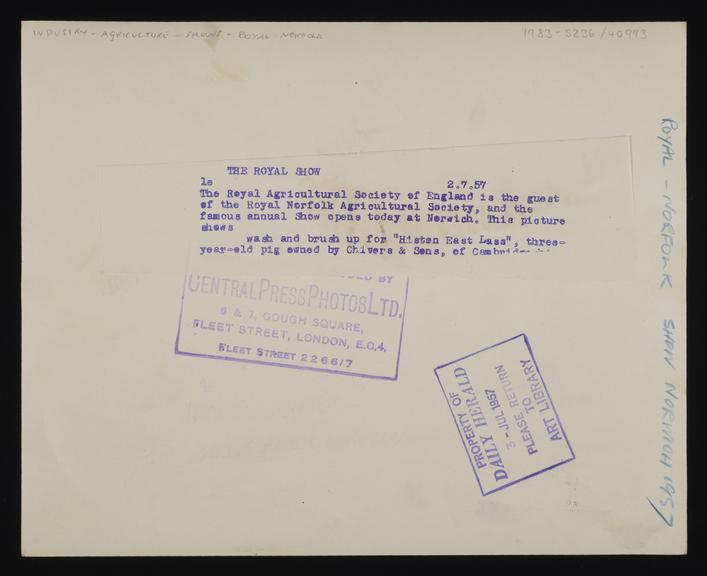 INDUSTRY - AGRICULTURE - SHOWS - ROYAL NORFOLK
1983-5236/40993
THE ROYAL SHOW
le 2.7.57
The Royal Agricultural Society of England is the guest
of the Royal Norfolk Agricultural Society, and the
famous annual Show opens today at Norwich. This picture
shows
wash and brush up for "Histon East Lass", three-
year-old pig owned by Chivers & Sons, of
BY
CENTRAL PRESS PHOTOS LTD.
6 & 7, GOUGH SQUARE,
FLEET STREET, LONDON, E.C.4.
FLEET STREET 2266/7
PROPERTY OF
DAILY HERALD
3 - JUL 1957
PLEASE RETURN
TO
ART LIBRARY
ROYAL - NORFOLK SHOW NORWICH 1957